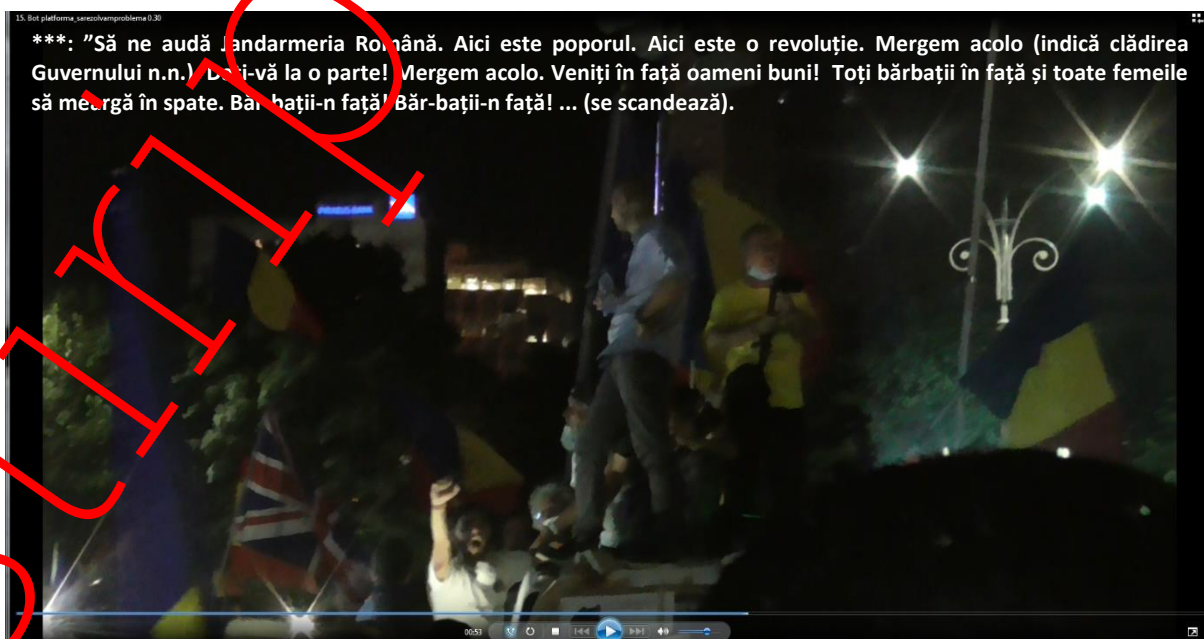 15. Bot platforma_sarezolvamproblema 0.30
***: ”Să ne audă Jandarmeria Română. Aici este poporul. Aici este o revoluție. Mergem acolo (indică clădirea
Guvernului n.n.). Dați-vă la o parte! Mergem acolo. Veniți în față oameni buni! Toți bărbații în față și toate femeile
să meargă în spate. Băr-bații-n față! Băr-bații-n față! ... (se scandează).
00:53